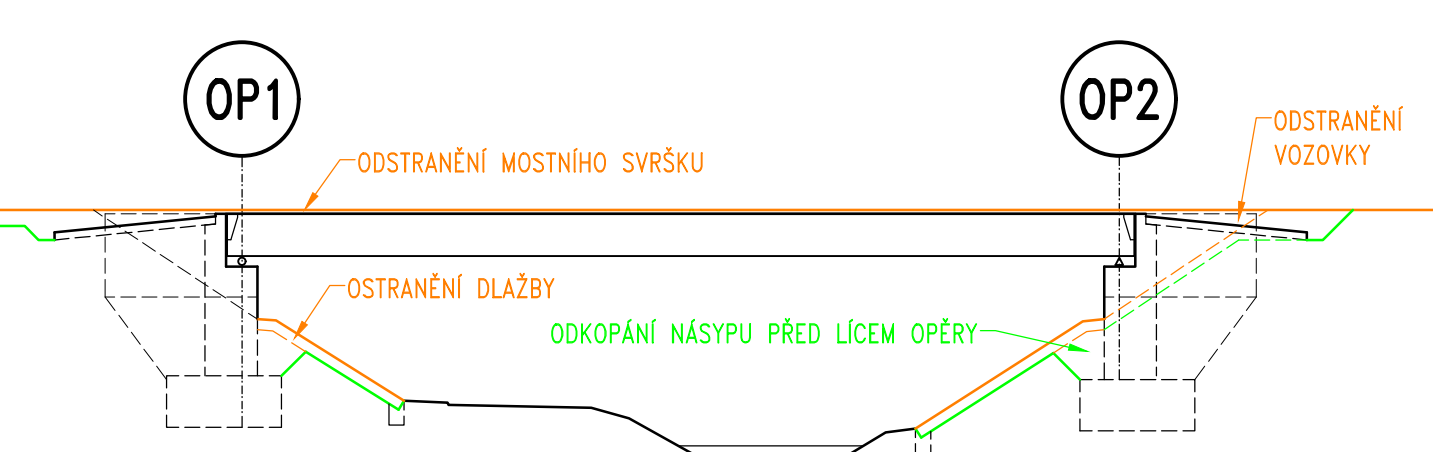 OP1
OP2
ODSTRANĚNÍ
VOZOVKY
ODSTRANĚNÍ MOSTNÍHO SVRŠKU
OSTRANĚNÍ DLAŽBY
ODKOPÁNÍ NÁSYPU PŘED LÍCEM OPĚRY